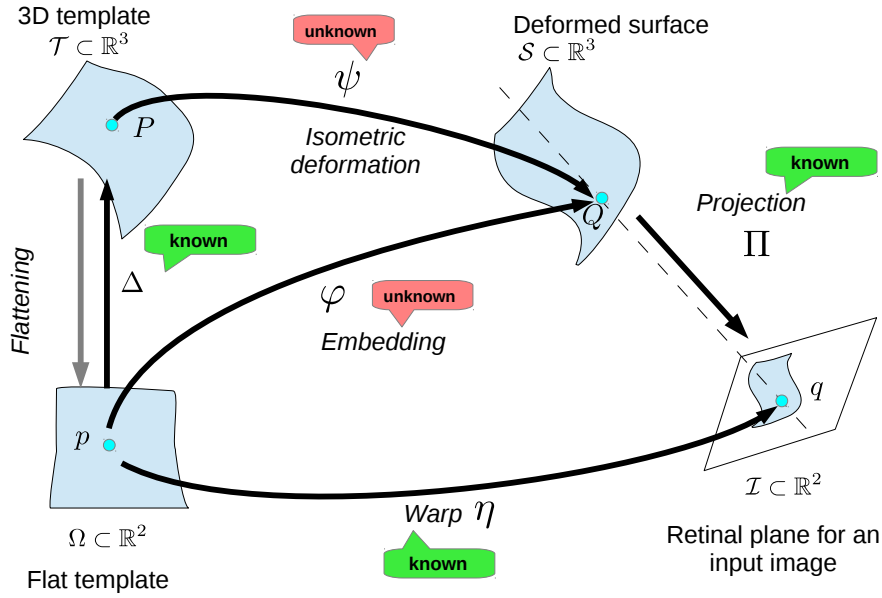 3D template
𝒯 ⊂ ℝ³
unknown
ψ
Isometric
deformation
Deformed surface
𝒮 ⊂ ℝ³
P
Q
known
Projection
Π
Flattening
known
Δ
φ
unknown
Embedding
p
q
Ω ⊂ ℝ²
Flat template
Warp η
known
ℐ ⊂ ℝ²
Retinal plane for an
input image